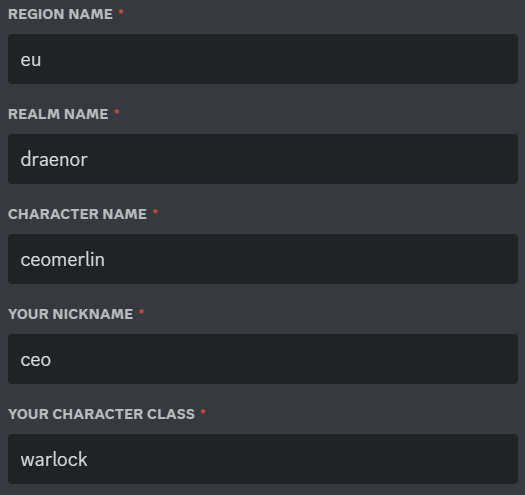 REGION NAME *
eu
REALM NAME *
draenor
CHARACTER NAME *
ceomerlin
YOUR NICKNAME *
ceo
YOUR CHARACTER CLASS *
warlock